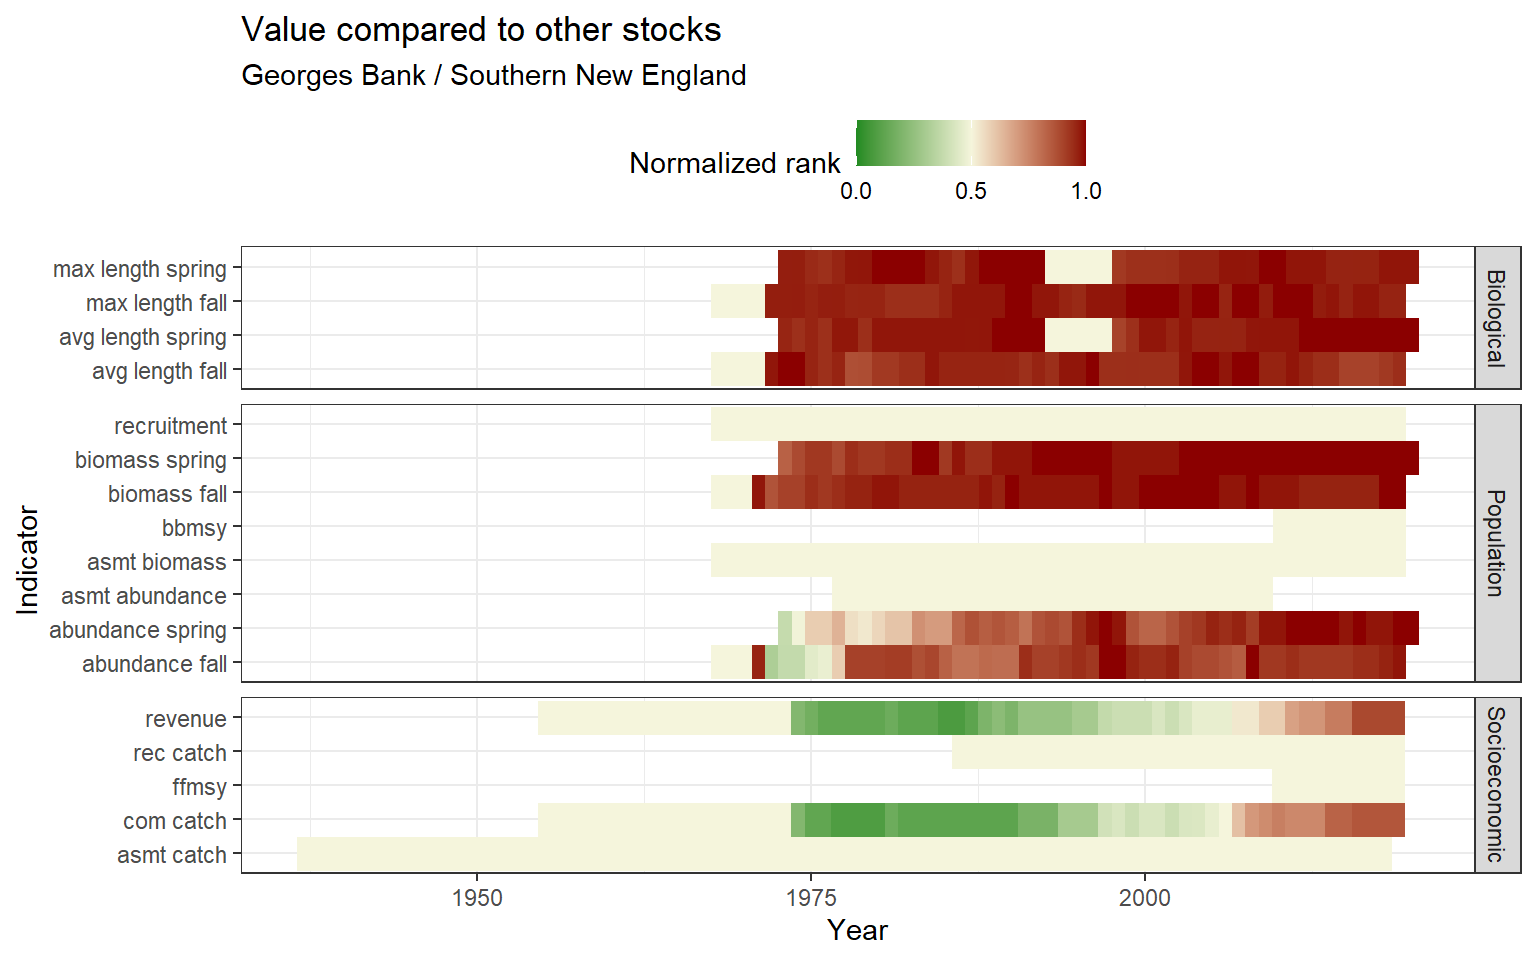 Value compared to other stocks
Georges Bank / Southern New England
Normalized rank
0.0 0.5 1.0
max length spring
max length fall
avg length spring
avg length fall
Biological
recruitment
biomass spring
biomass fall
bbmsy
asmt biomass
asmt abundance
abundance spring
abundance fall
Population
revenue
rec catch
ffmsy
com catch
asmt catch
Socioeconomic
Indicator
1950 1975 2000
Year